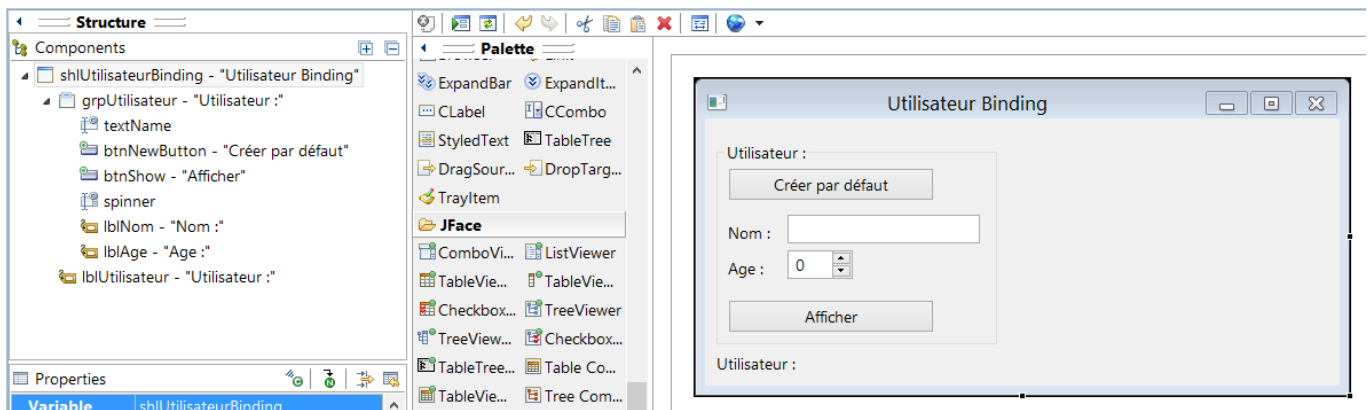 Structure
Components
shlUtilisateurBinding - "Utilisateur Binding"
grpUtilisateur - "Utilisateur :"
textName
btnNewButton - "Créer par défaut"
btnShow - "Afficher"
spinner
lblNom - "Nom :"
lblAge - "Age :"
lblUtilisateur - "Utilisateur :"
Properties
Variable shlUtilisateurBinding
Palette
ExpandBar ExpandIt...
CLabel CCombo
StyledText TableTree
DragSour... DropTarg...
TrayItem
JFace
ComboVi... ListViewer
TableVie... TableVie...
Checkbox... TreeViewer
TreeView... Checkbox...
TableTree... Table Co...
TableVie... Tree Com...
Utilisateur Binding
Utilisateur :
Créer par défaut
Nom :
Age : 0
Afficher
Utilisateur :